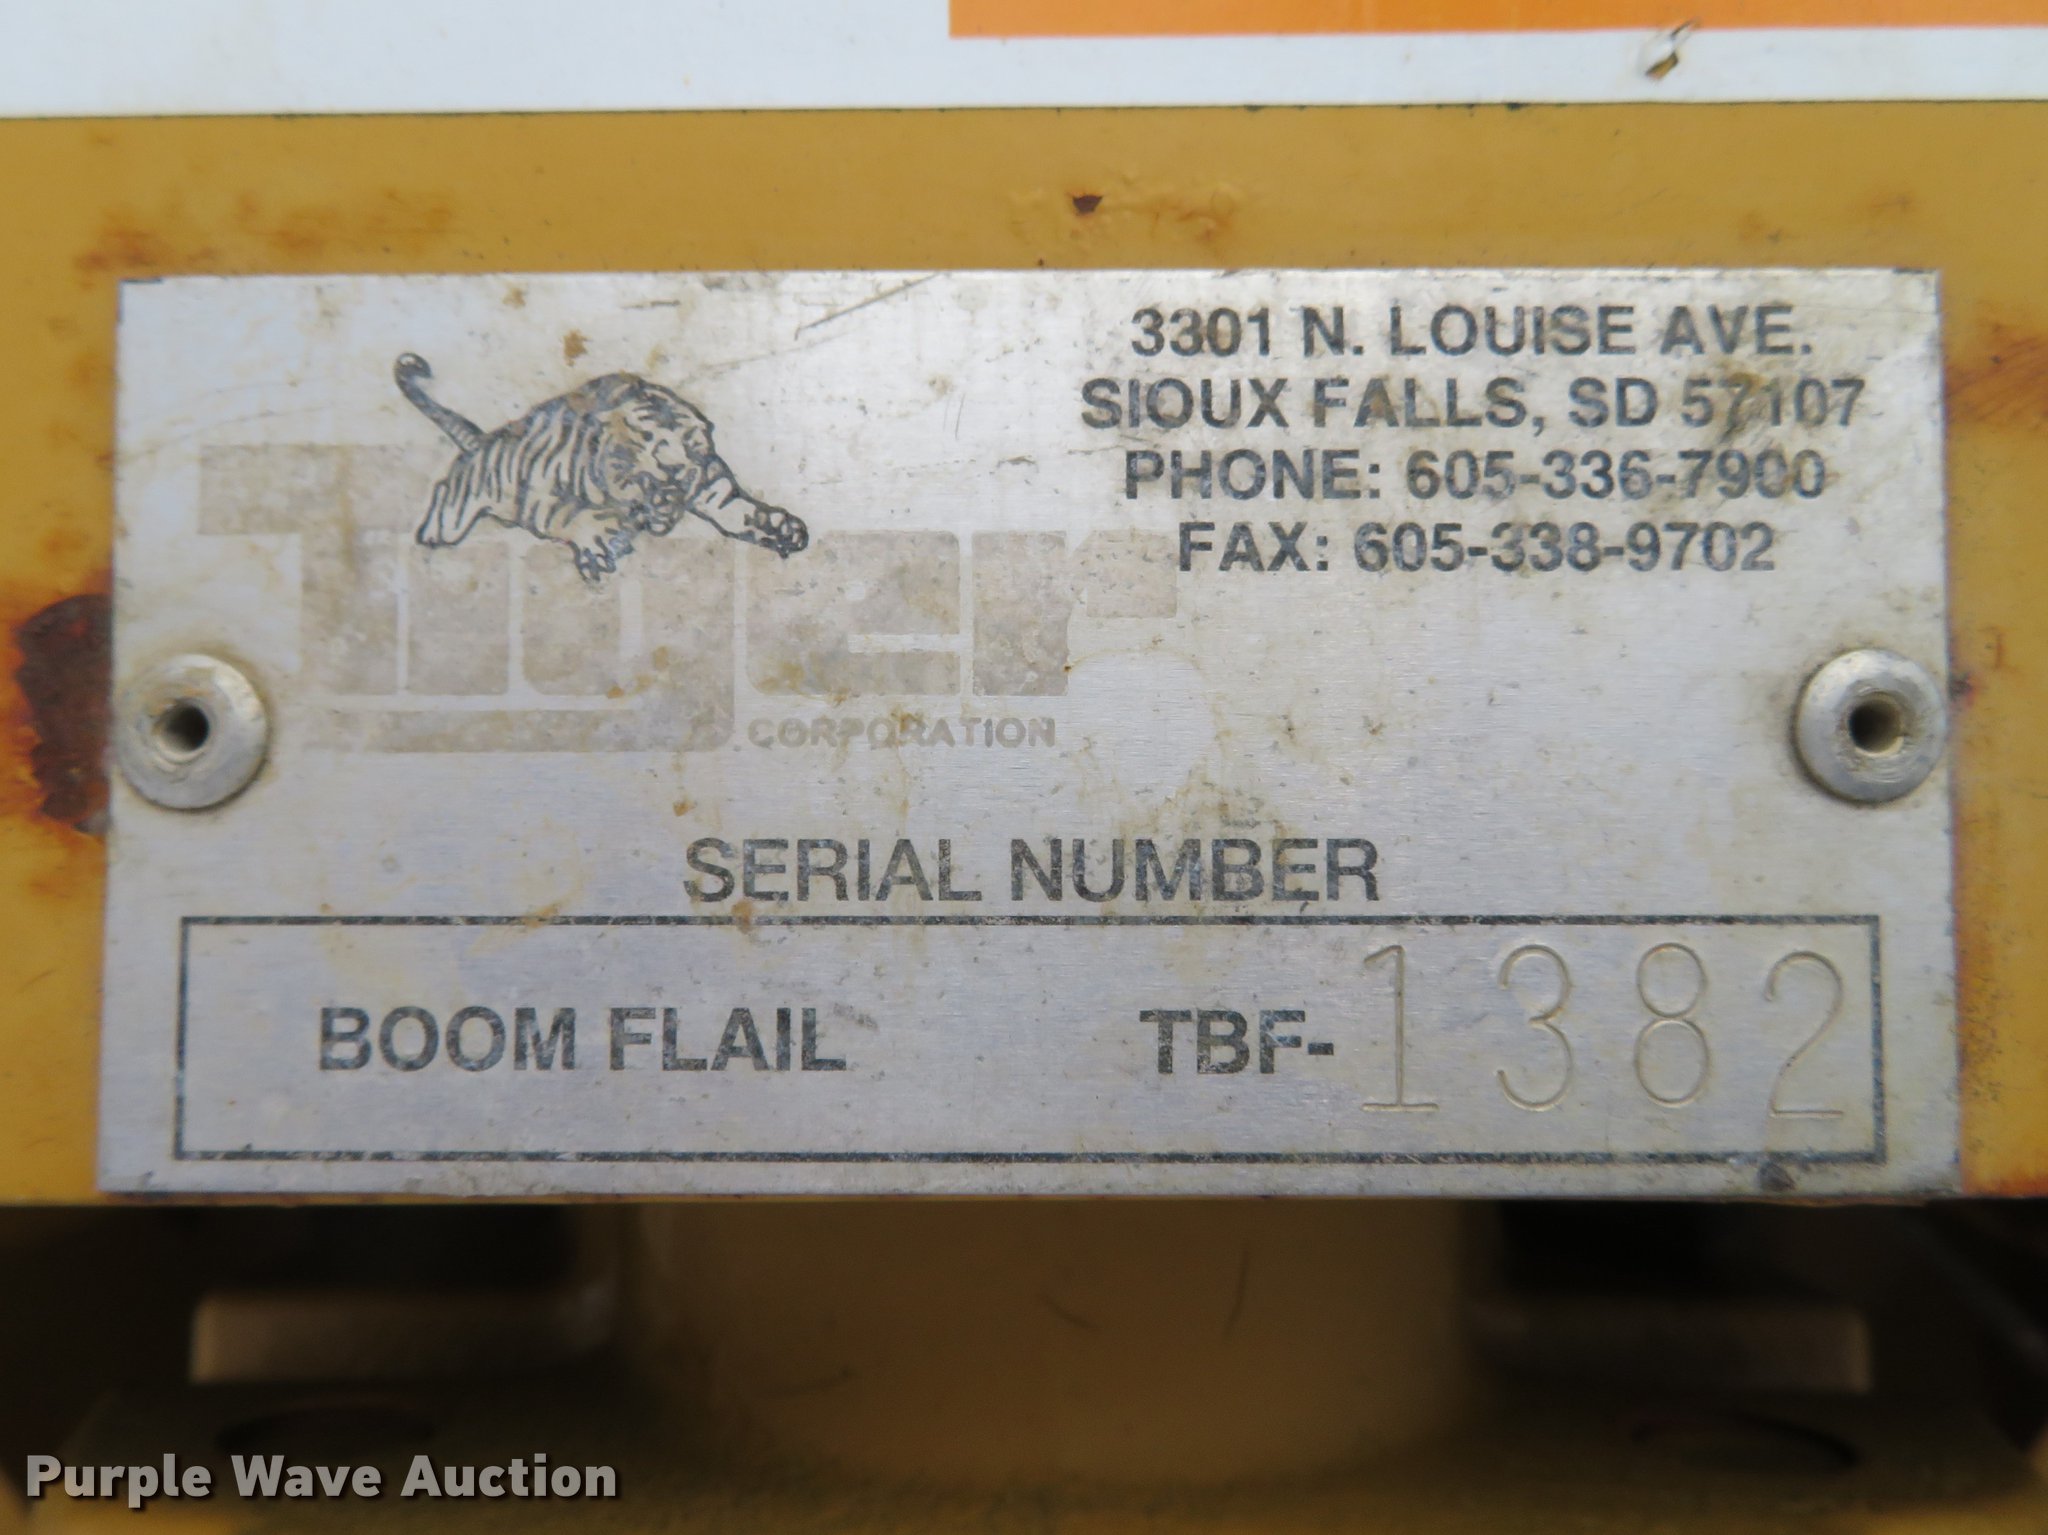 3301 N. LOUISE AVE.
SIOUX FALLS, SD 57107
PHONE: 605-336-7900
FAX: 605-338-9702
Tiger
CORPORATION
SERIAL NUMBER
BOOM FLAIL TBF-1382
Purple Wave Auction